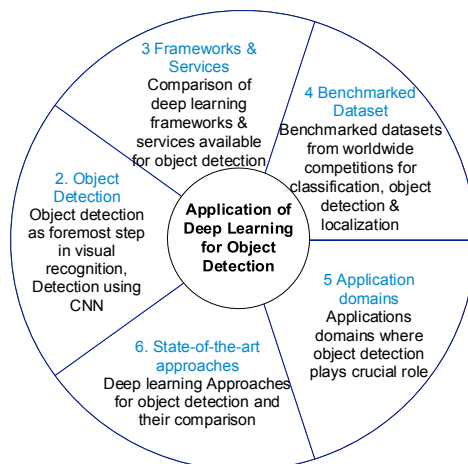 3 Frameworks &
Services
Comparison of
deep learning
frameworks &
services available
for object detection
4 Benchmarked
Dataset
Benchmarked datasets
from worldwide
competitions for
classification, object
detection &
localization
2. Object
Detection
Object detection
as foremost step
in visual
recognition,
Detection using
CNN
Application of
Deep Learning
for Object
Detection
5 Application
domains
Applications
domains where
object detection
plays crucial role
6. State-of-the-art
approaches
Deep learning Approaches
for object detection and
their comparison